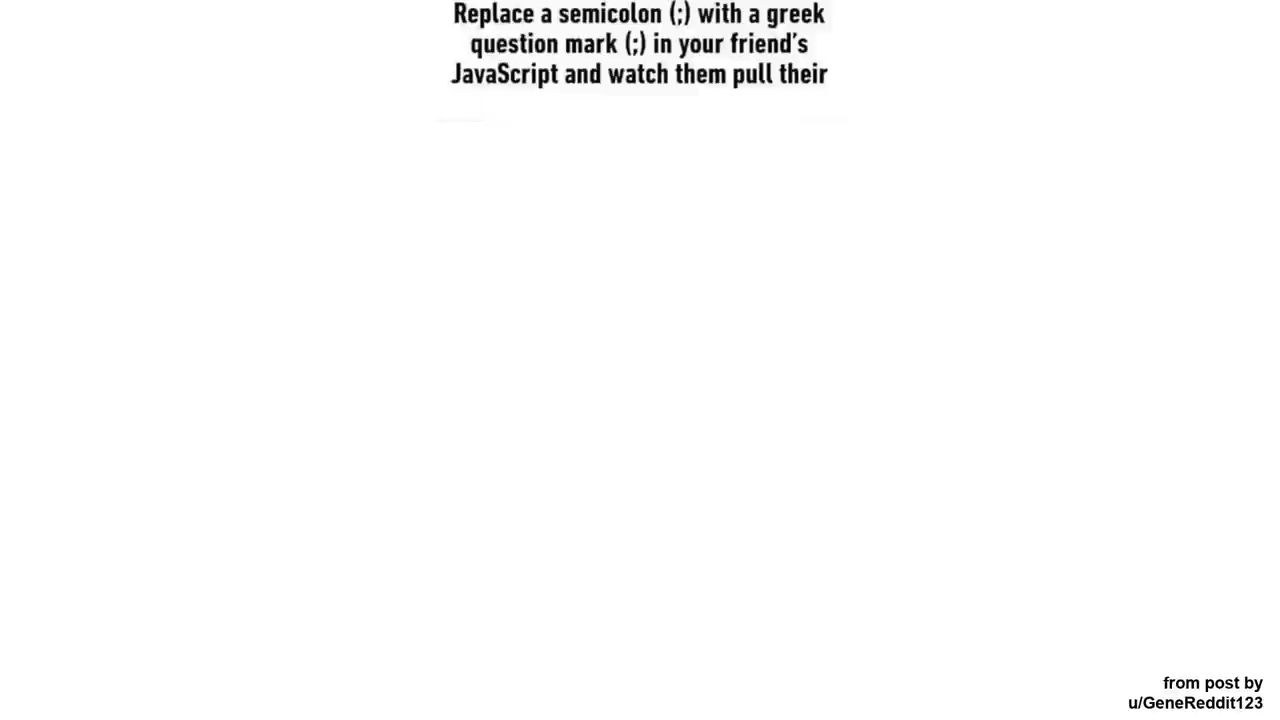 Replace a semicolon (;) with a greek
question mark (;) in your friend’s
JavaScript and watch them pull their
from post by
u/GeneReddit123